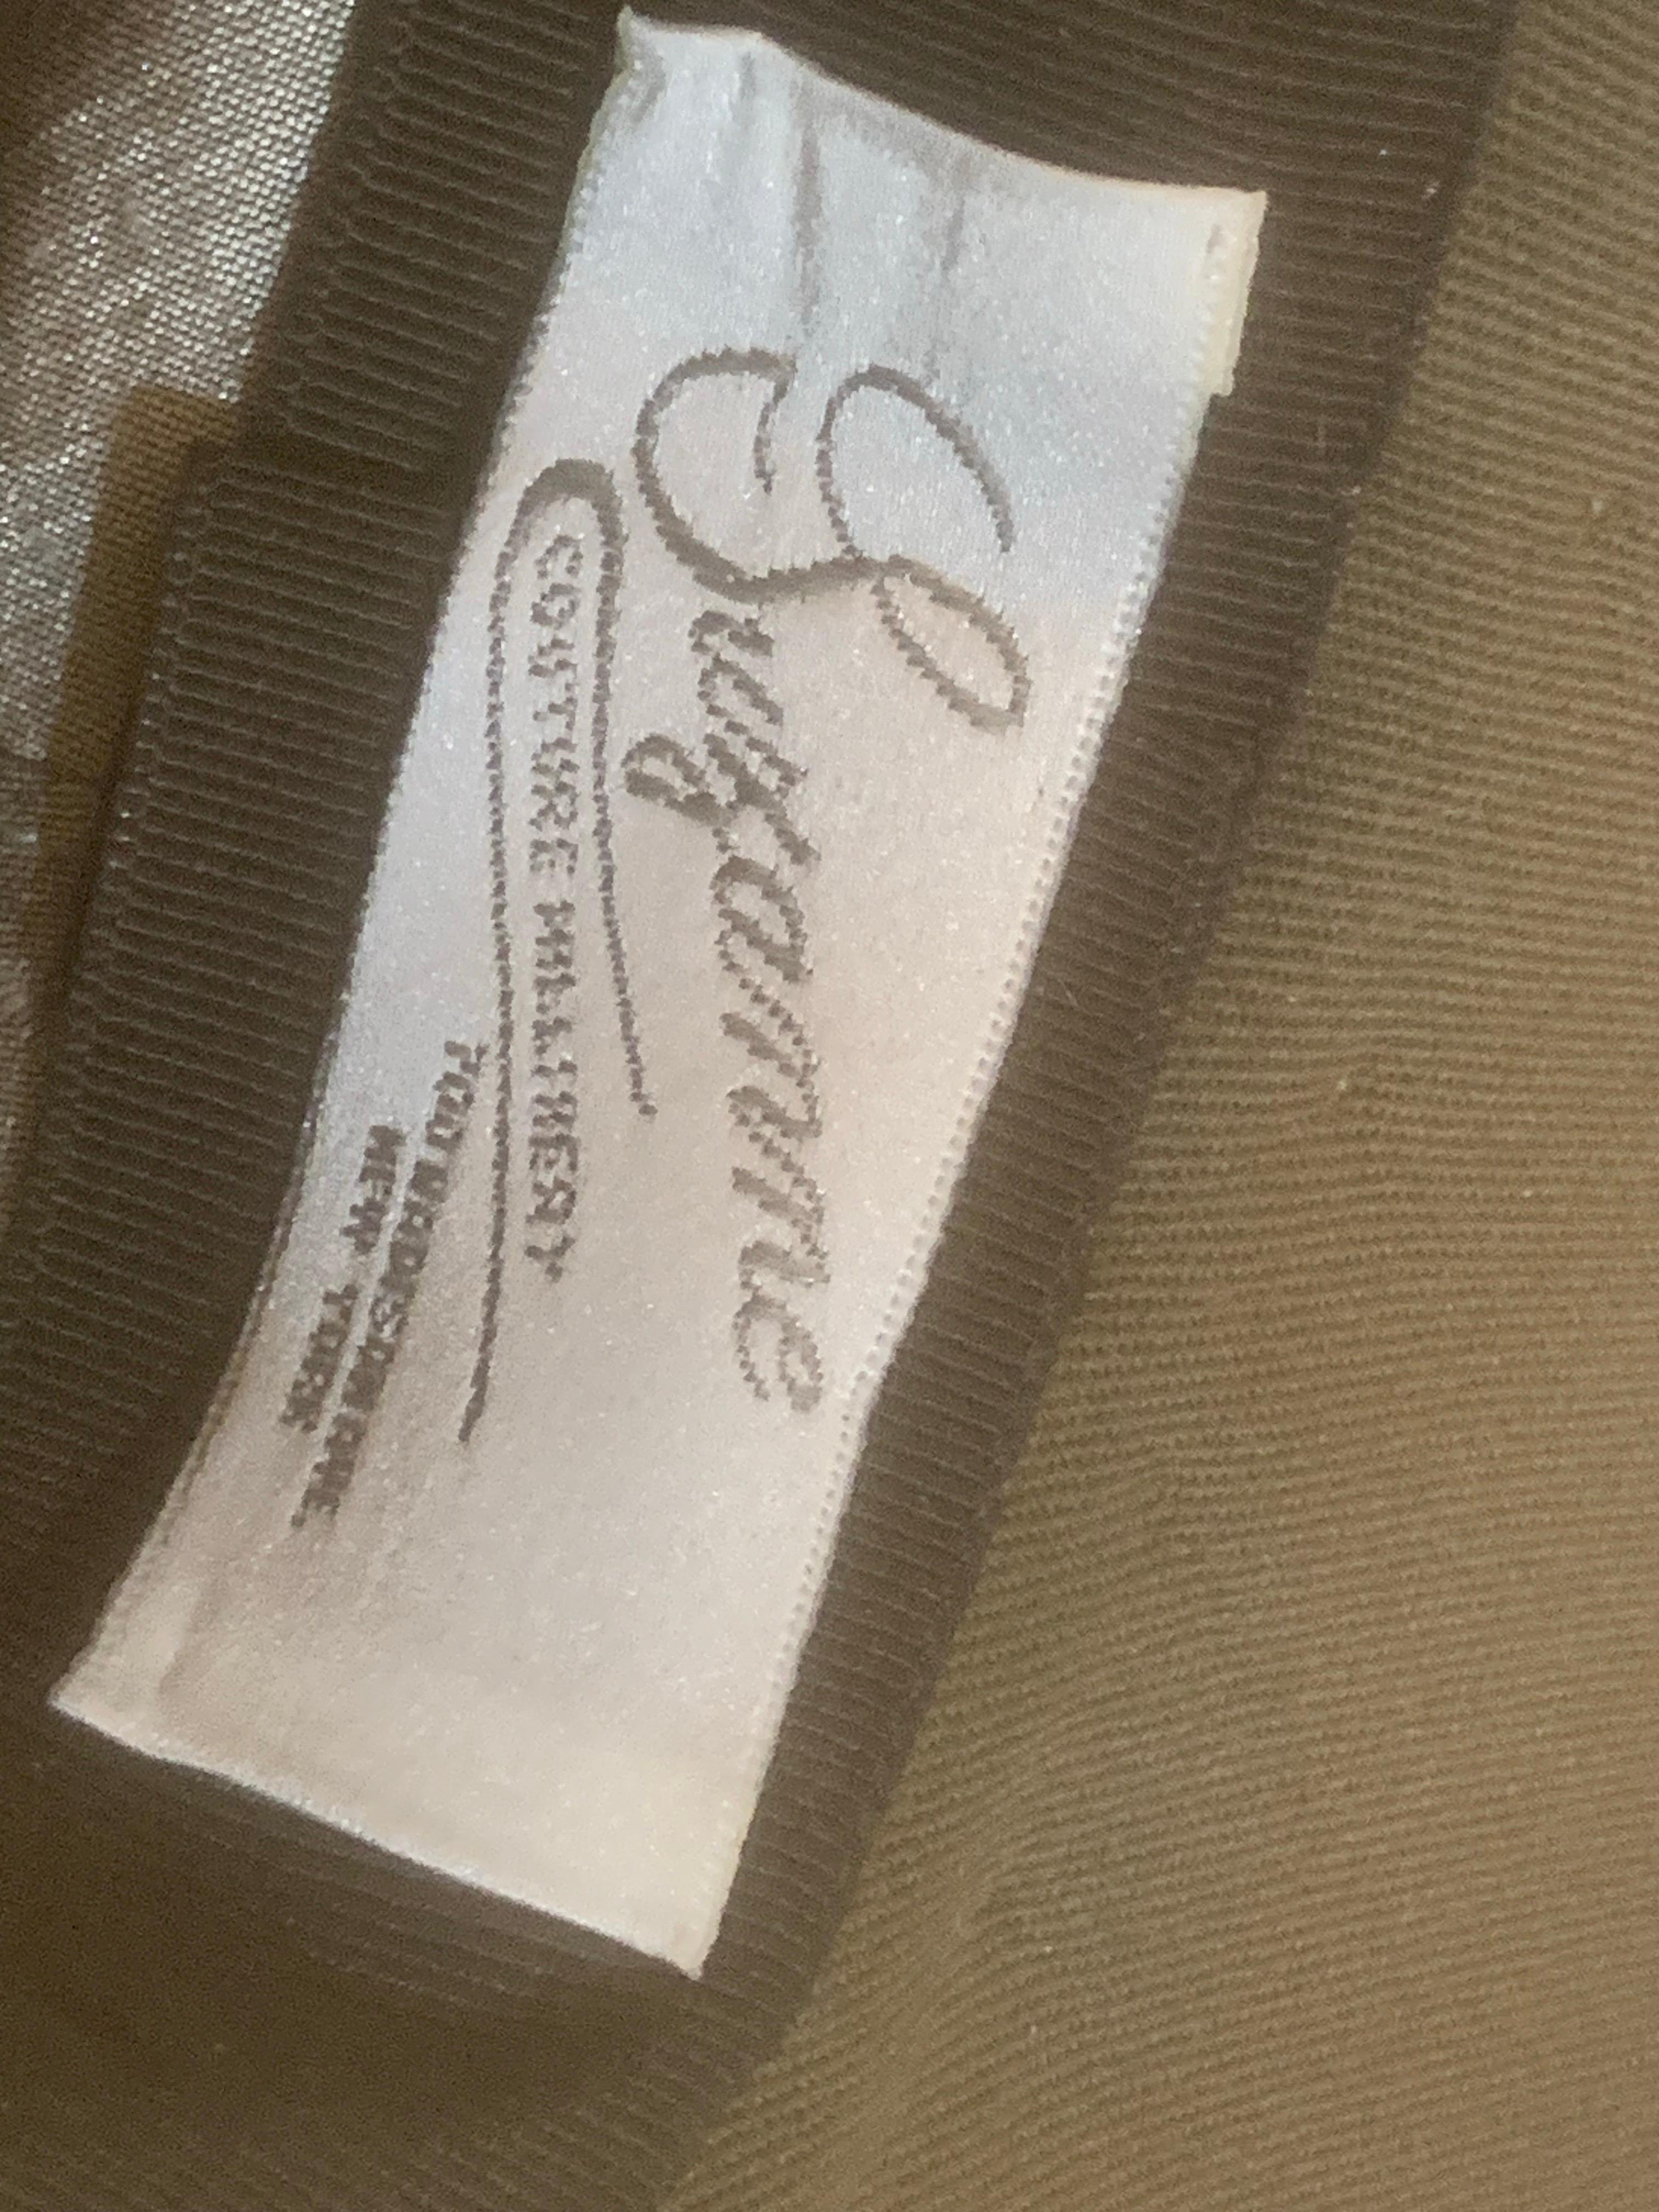 Suzanne
COUTURE MILLINERY
700 MADISON AVE.
NEW YORK